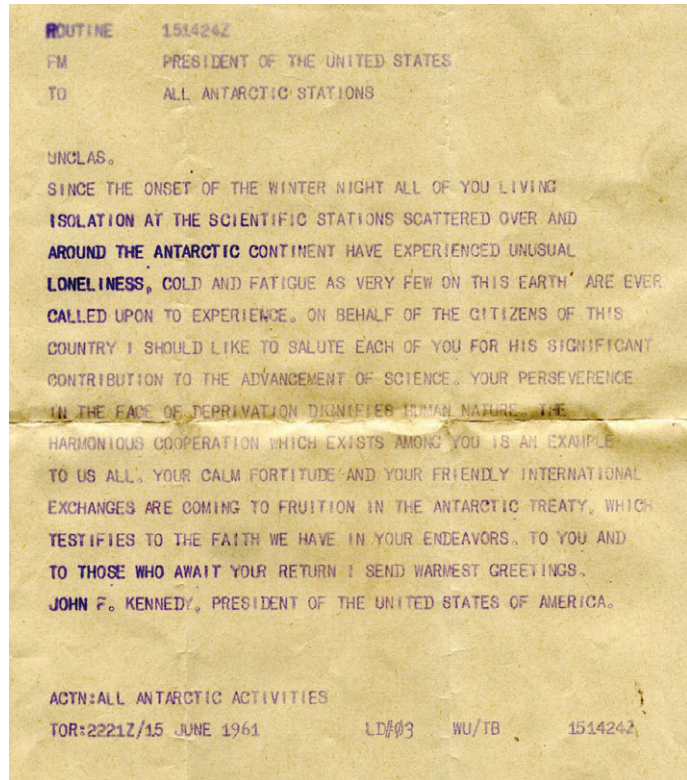 ROUTINE 151424Z
FM PRESIDENT OF THE UNITED STATES
TO ALL ANTARCTIC STATIONS
UNCLAS.
SINCE THE ONSET OF THE WINTER NIGHT ALL OF YOU LIVING
ISOLATION AT THE SCIENTIFIC STATIONS SCATTERED OVER AND
AROUND THE ANTARCTIC CONTINENT HAVE EXPERIENCED UNUSUAL
LONELINESS, COLD AND FATIGUE AS VERY FEW ON THIS EARTH ARE EVER
CALLED UPON TO EXPERIENCE. ON BEHALF OF THE CITIZENS OF THIS
COUNTRY I SHOULD LIKE TO SALUTE EACH OF YOU FOR HIS SIGNIFICANT
CONTRIBUTION TO THE ADVANCEMENT OF SCIENCE. YOUR PERSEVERENCE
IN THE FACE OF DEPRIVATION DIGNIFIES HUMAN NATURE. THE
HARMONIOUS COOPERATION WHICH EXISTS AMONG YOU IS AN EXAMPLE
TO US ALL. YOUR CALM FORTITUDE AND YOUR FRIENDLY INTERNATIONAL
EXCHANGES ARE COMING TO FRUITION IN THE ANTARCTIC TREATY, WHICH
TESTIFIES TO THE FAITH WE HAVE IN YOUR ENDEAVORS. TO YOU AND
TO THOSE WHO AWAIT YOUR RETURN I SEND WARMEST GREETINGS.
JOHN F. KENNEDY, PRESIDENT OF THE UNITED STATES OF AMERICA.
ACTN:ALL ANTARCTIC ACTIVITIES
TOR:2221Z/15 JUNE 1961 LD#03 WU/TB 151424Z